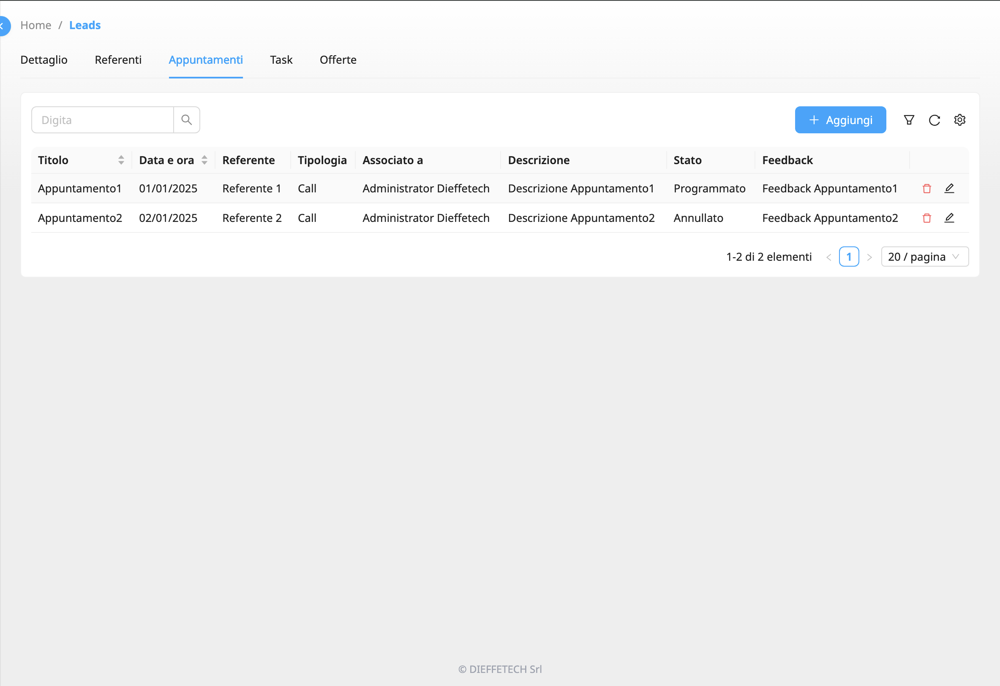 Home / Leads
Dettaglio Referenti Appuntamenti Task Offerte
Digita
Aggiungi
Titolo Data e ora Referente Tipologia Associato a Descrizione Stato Feedback
Appuntamento1 01/01/2025 Referente 1 Call Administrator Dieffetech Descrizione Appuntamento1 Programmato Feedback Appuntamento1
Appuntamento2 02/01/2025 Referente 2 Call Administrator Dieffetech Descrizione Appuntamento2 Annullato Feedback Appuntamento2
1-2 di 2 elementi 1 20 / pagina
© DIEFFETECH Srl